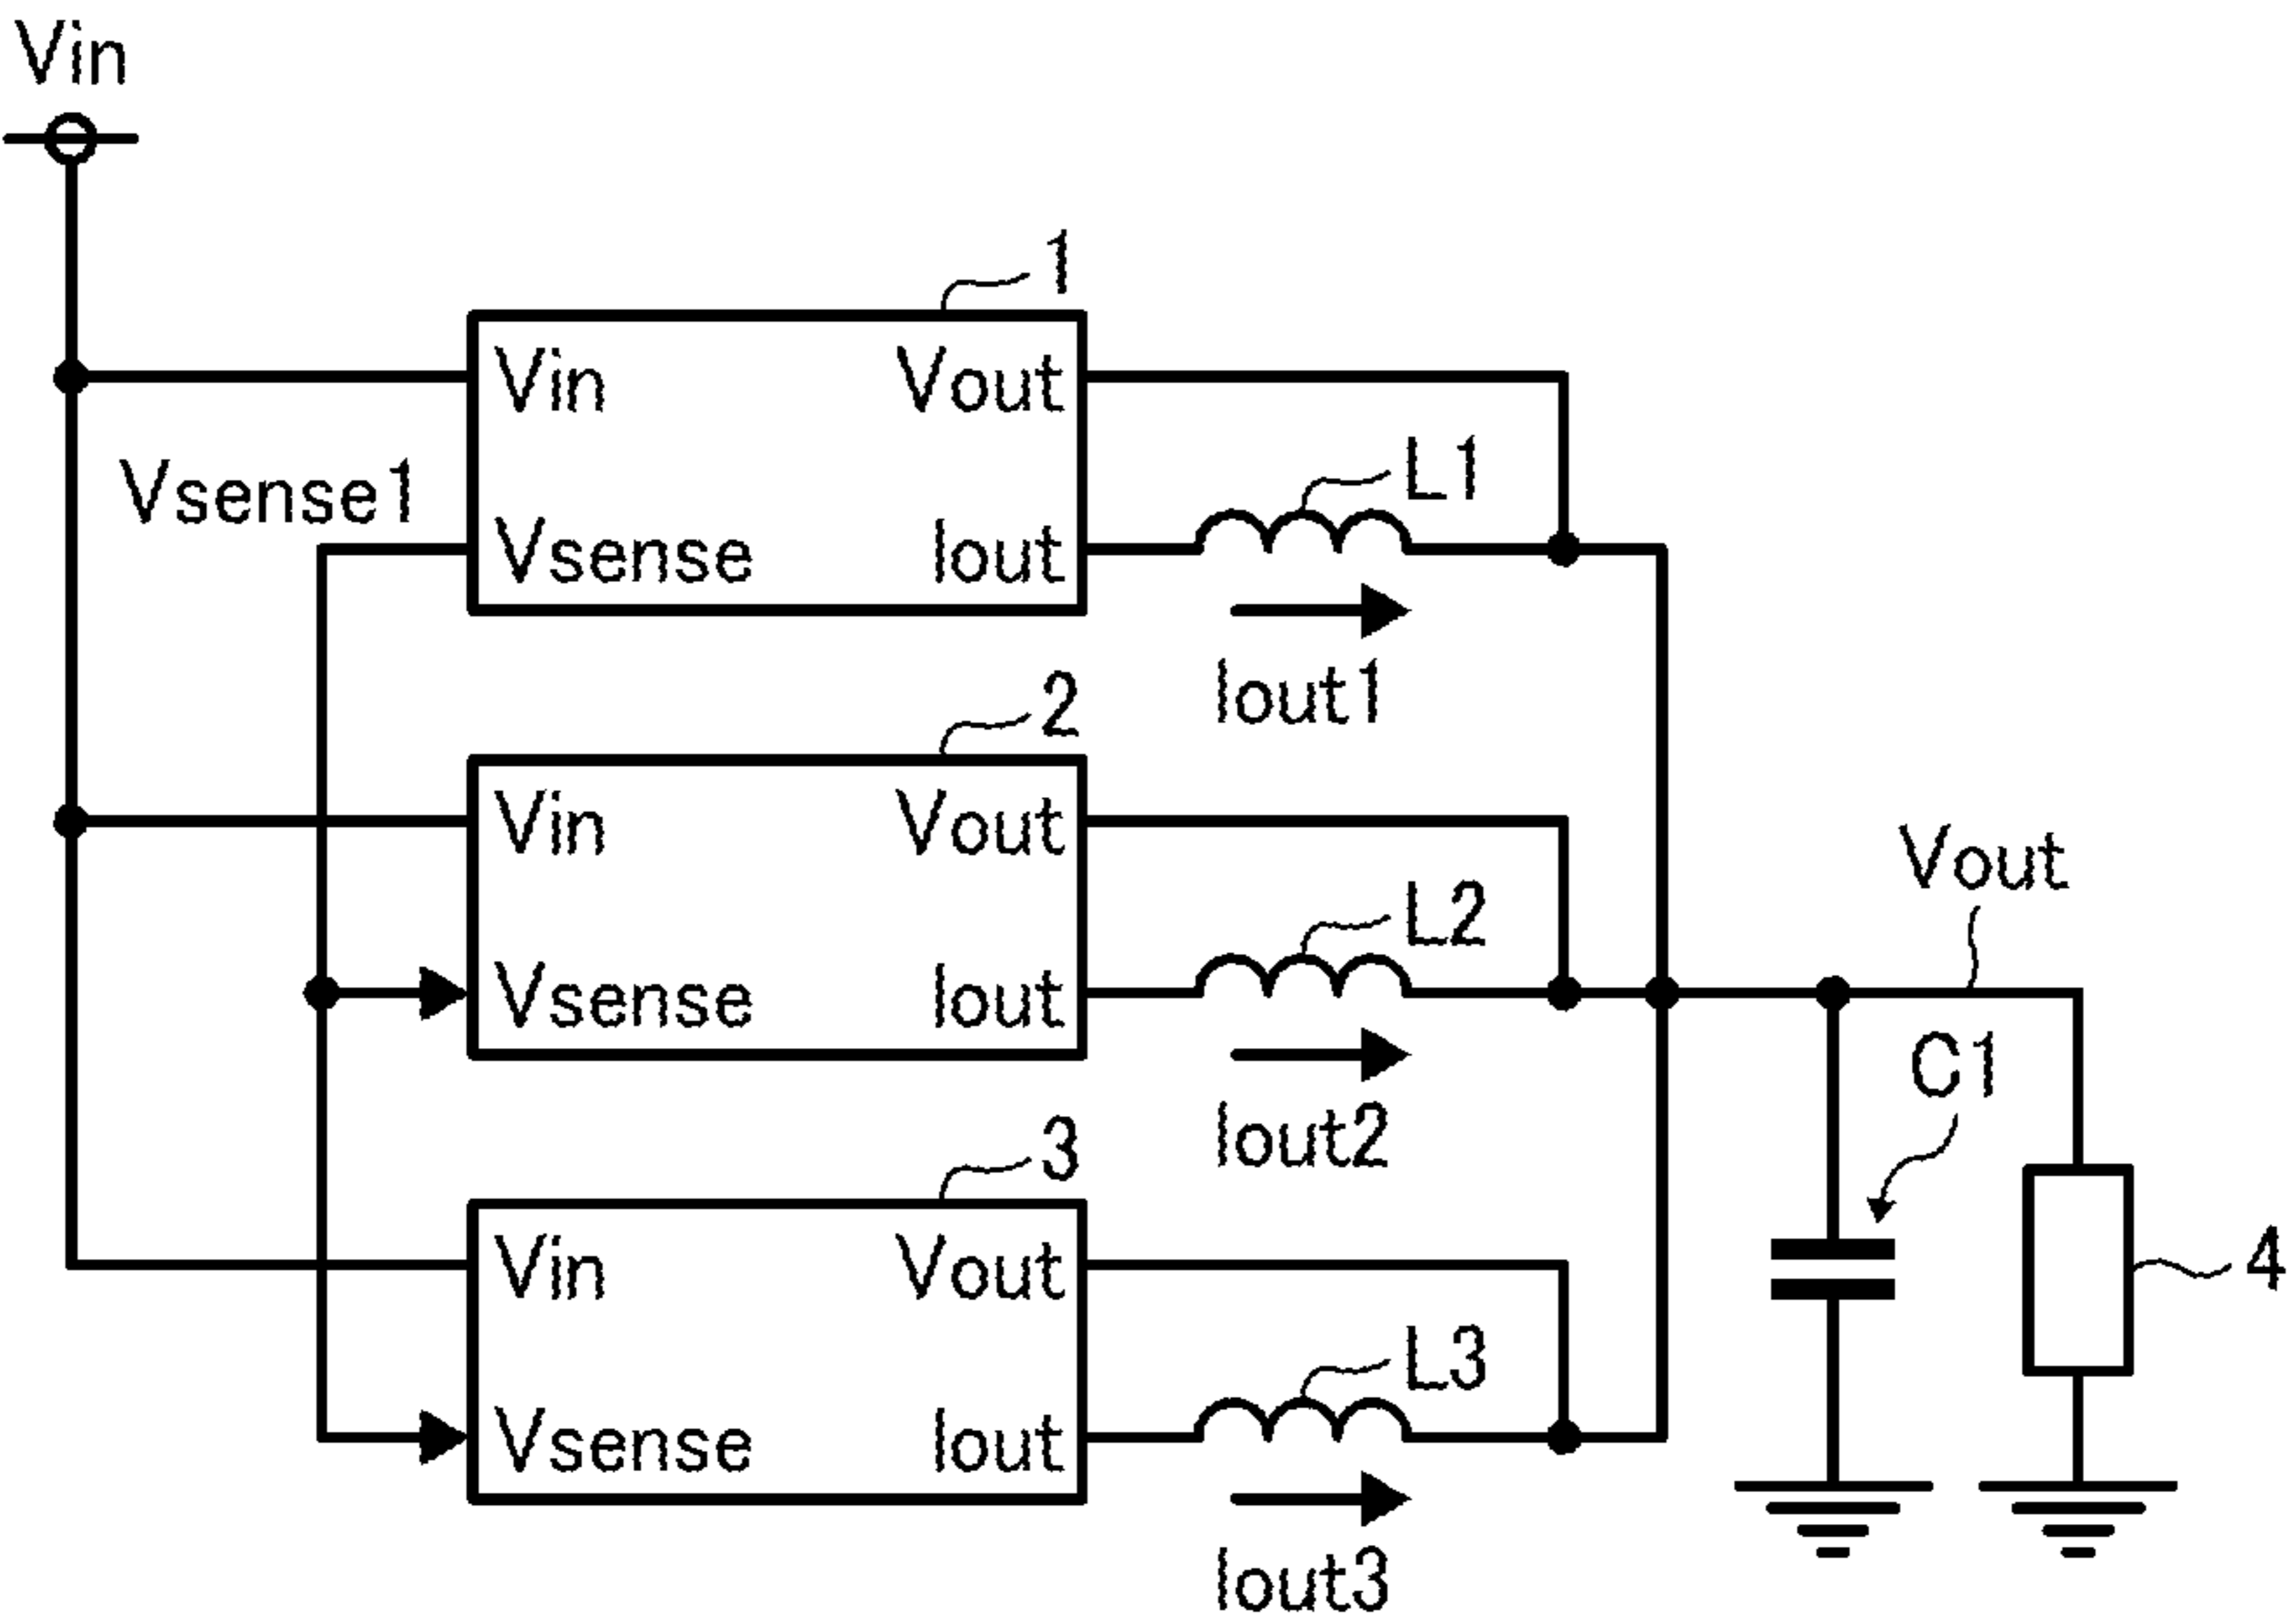 Vin
1
Vin Vout
Vsense1
L1
Vsense Iout
Iout1
2
Vin Vout
Vout
L2
Vsense Iout
C1
Iout2
3
Vin Vout
4
L3
Vsense Iout
Iout3